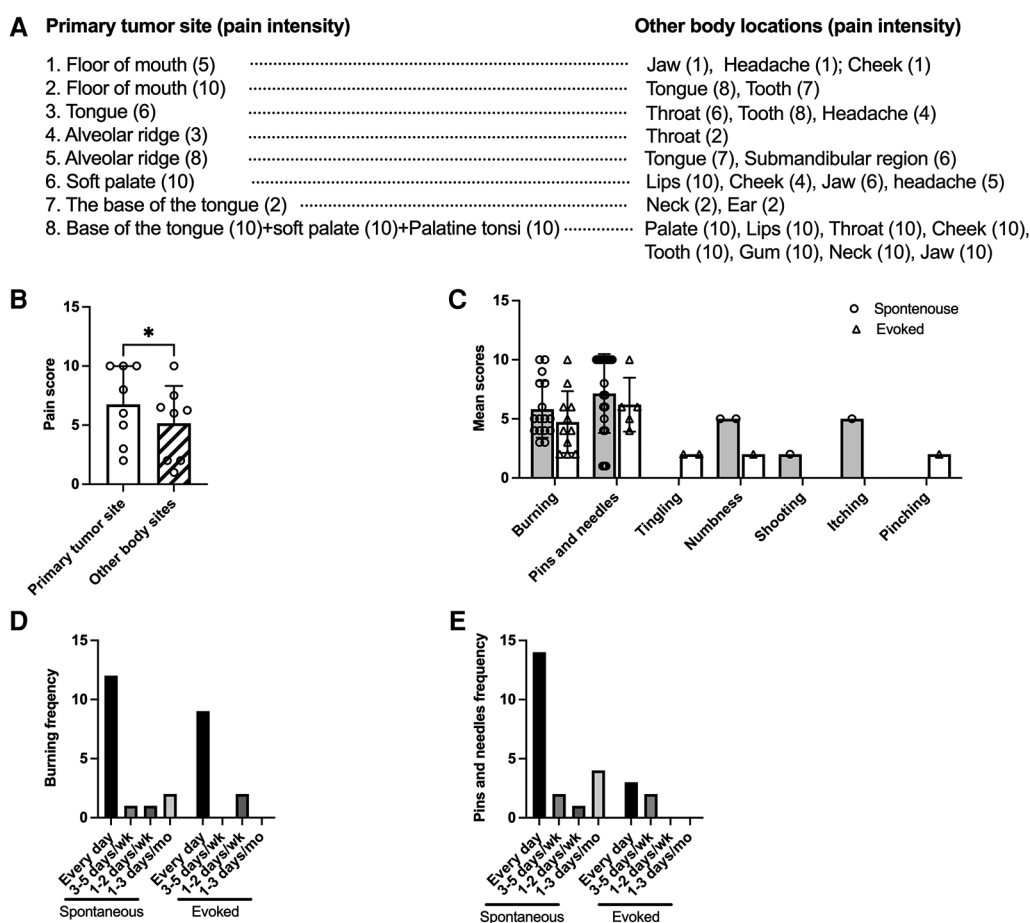 A Primary tumor site (pain intensity) Other body locations (pain intensity)
1. Floor of mouth (5) Jaw (1), Headache (1); Cheek (1)
2. Floor of mouth (10) Tongue (8), Tooth (7)
3. Tongue (6) Throat (6), Tooth (8), Headache (4)
4. Alveolar ridge (3) Throat (2)
5. Alveolar ridge (8) Tongue (7), Submandibular region (6)
6. Soft palate (10) Lips (10), Cheek (4), Jaw (6), headache (5)
7. The base of the tongue (2) Neck (2), Ear (2)
8. Base of the tongue (10)+soft palate (10)+Palatine tonsi (10) Palate (10), Lips (10), Throat (10), Cheek (10),
Tooth (10), Gum (10), Neck (10), Jaw (10)
B
Pain score
15
10
5
0
*
Primary tumor site
Other body sites
C
Mean scores
15
10
5
0
Spontenouse
Evoked
Burning
Pins and needles
Tingling
Numbness
Shooting
Itching
Pinching
D
Burning freqency
15
10
5
0
Every day
3-5 days/wk
1-2 days/wk
1-3 days/mo
Every day
3-5 days/wk
1-2 days/wk
1-3 days/mo
Spontaneous
Evoked
E
Pins and needles frequency
15
10
5
0
Every day
3-5 days/wk
1-2 days/wk
1-3 days/mo
Every day
3-5 days/wk
1-2 days/wk
1-3 days/mo
Spontaneous
Evoked